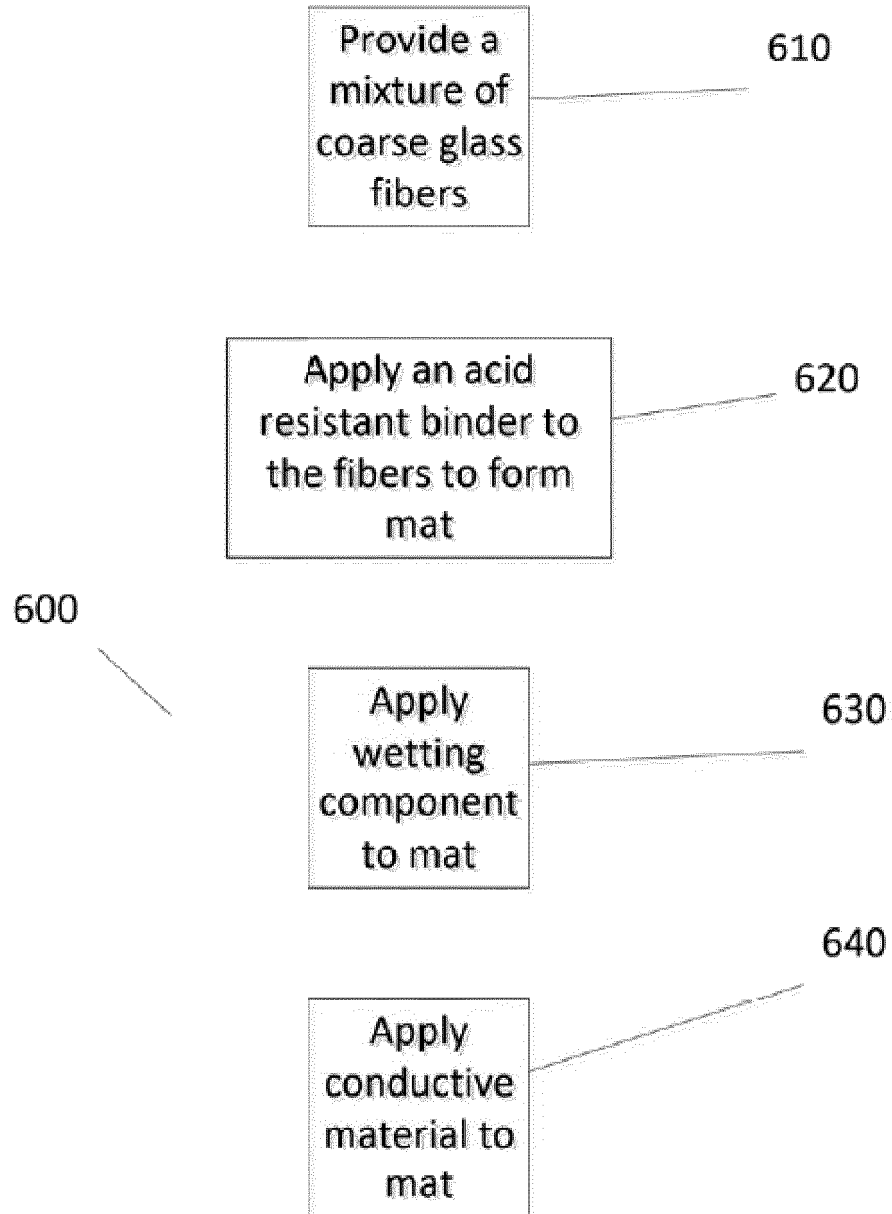 Provide a
mixture of
coarse glass
fibers
610
Apply an acid
resistant binder to
the fibers to form
mat
620
600
Apply
wetting
component
to mat
630
Apply
conductive
material to
mat
640